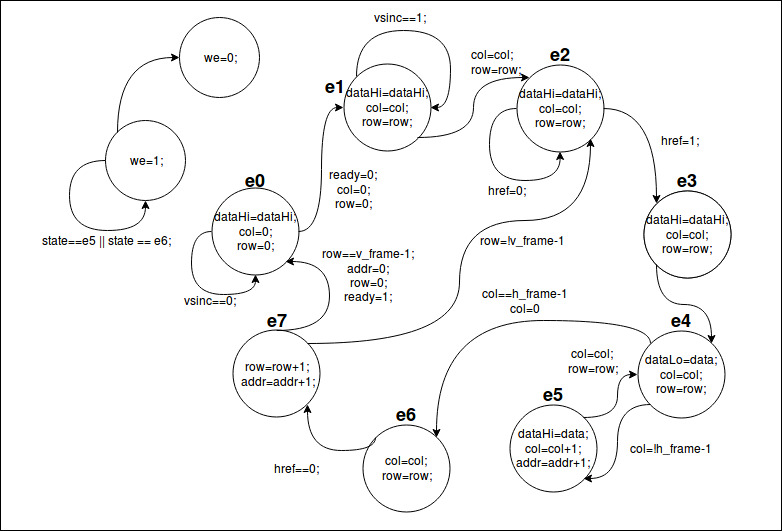 vsinc==1;
we=0;
e1
dataHi=dataHi;
col=col;
row=row;
col=col;
row=row;
e2
dataHi=dataHi;
col=col;
row=row;
we=1;
href=1;
ready=0;
col=0;
row=0;
href=0;
e0
dataHi=dataHi;
col=0;
row=0;
e3
dataHi=dataHi;
col=col;
row=row;
state==e5 || state == e6;
row=!v_frame-1
row==v_frame-1;
addr=0;
row=0;
ready=1;
vsinc==0;
col==h_frame-1
col=0
e7
row=row+1;
addr=addr+1;
e4
dataLo=data;
col=col;
row=row;
col=col;
row=row;
e5
dataHi=data;
col=col+1;
addr=addr+1;
col=!h_frame-1
e6
col=col;
row=row;
href==0;